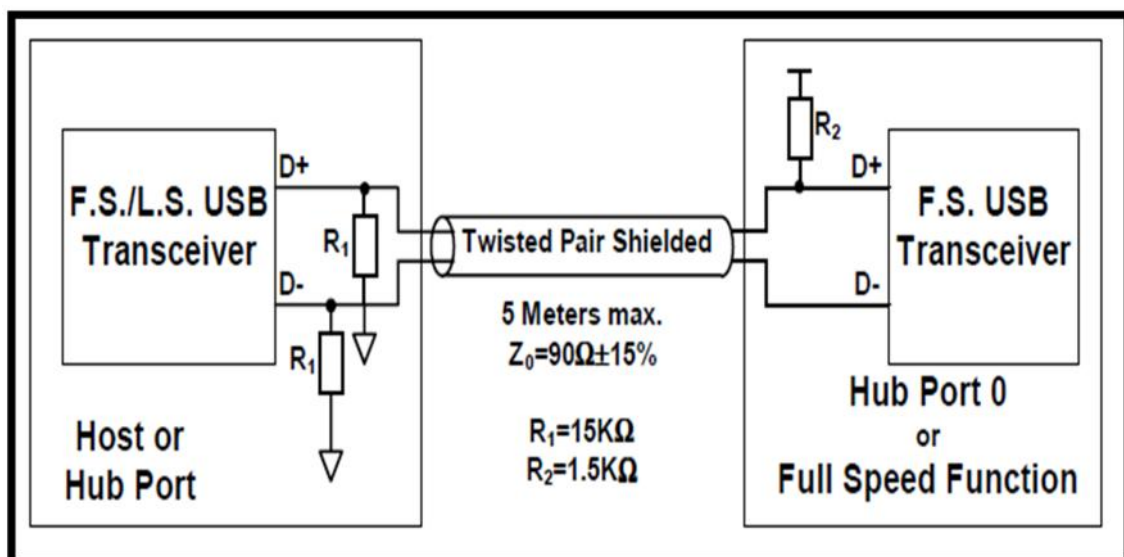 F.S./L.S. USB
Transceiver
D+
D-
R₁
R₁
Host or
Hub Port
Twisted Pair Shielded
5 Meters max.
Z₀=90Ω±15%
R₁=15KΩ
R₂=1.5KΩ
R₂
D+
D-
F.S. USB
Transceiver
Hub Port 0
or
Full Speed Function